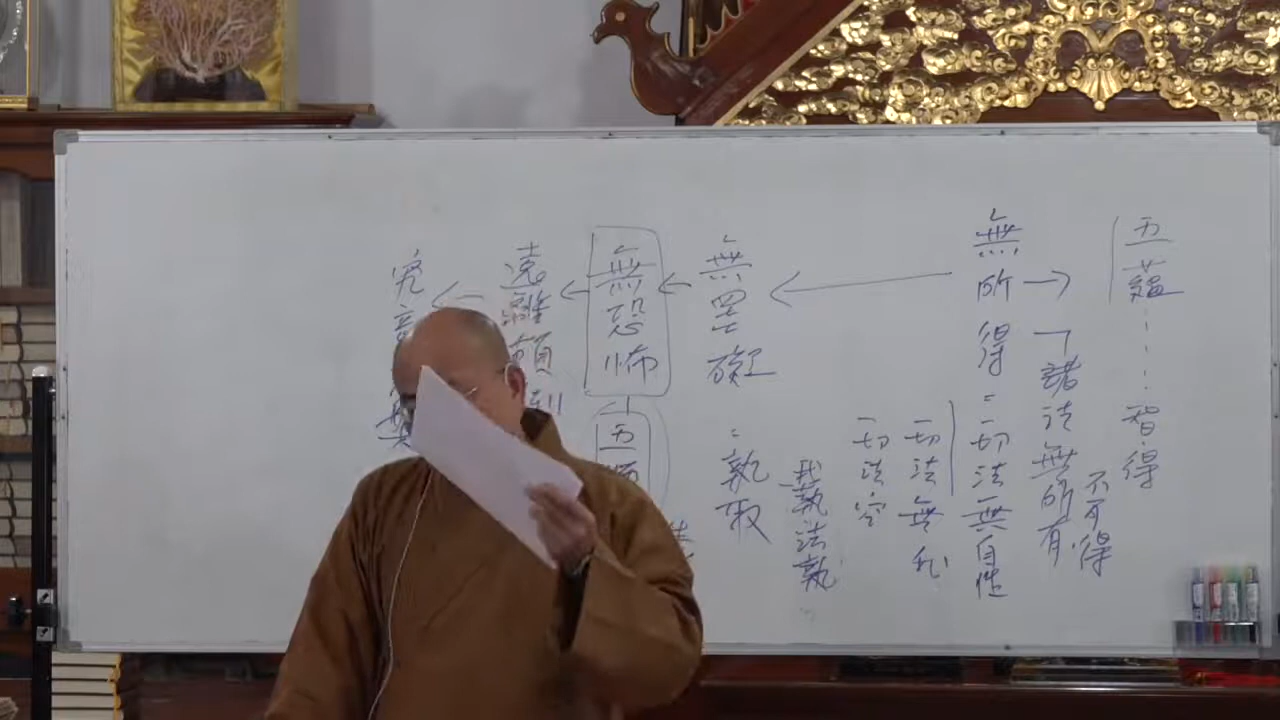 五蘊……智得
不可得
「諸法無所有
無所得=一切法無自性
一切法無我
一切法空
我執法執
無罣礙=執取
無恐怖
五
遠離顛倒
究竟